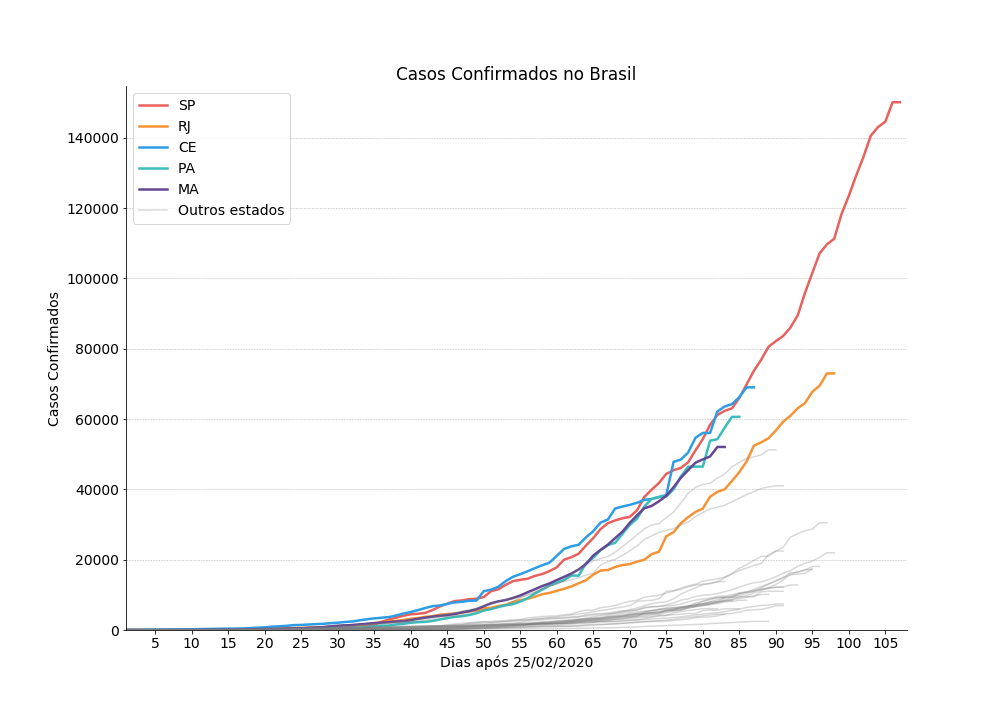 Casos Confirmados no Brasil
SP
RJ
CE
PA
MA
Outros estados
Casos Confirmados
140000
120000
100000
80000
60000
40000
20000
0
5 10 15 20 25 30 35 40 45 50 55 60 65 70 75 80 85 90 95 100 105
Dias após 25/02/2020